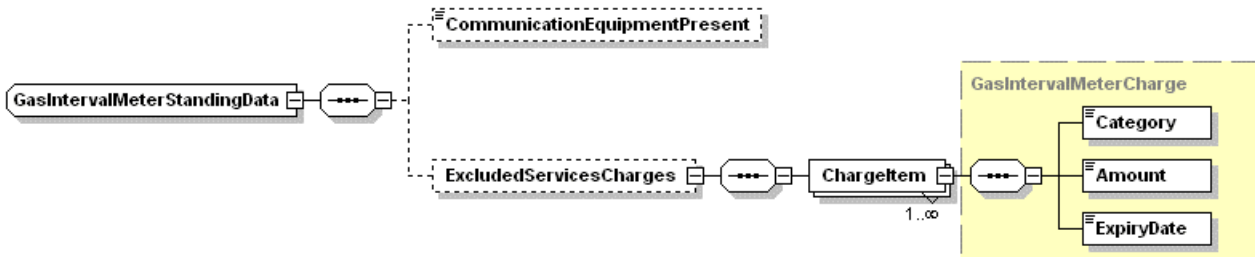 CommunicationEquipmentPresent
GasIntervalMeterStandingData
GasIntervalMeterCharge
Category
ExcludedServicesCharges
ChargeItem
Amount
1..∞
ExpiryDate